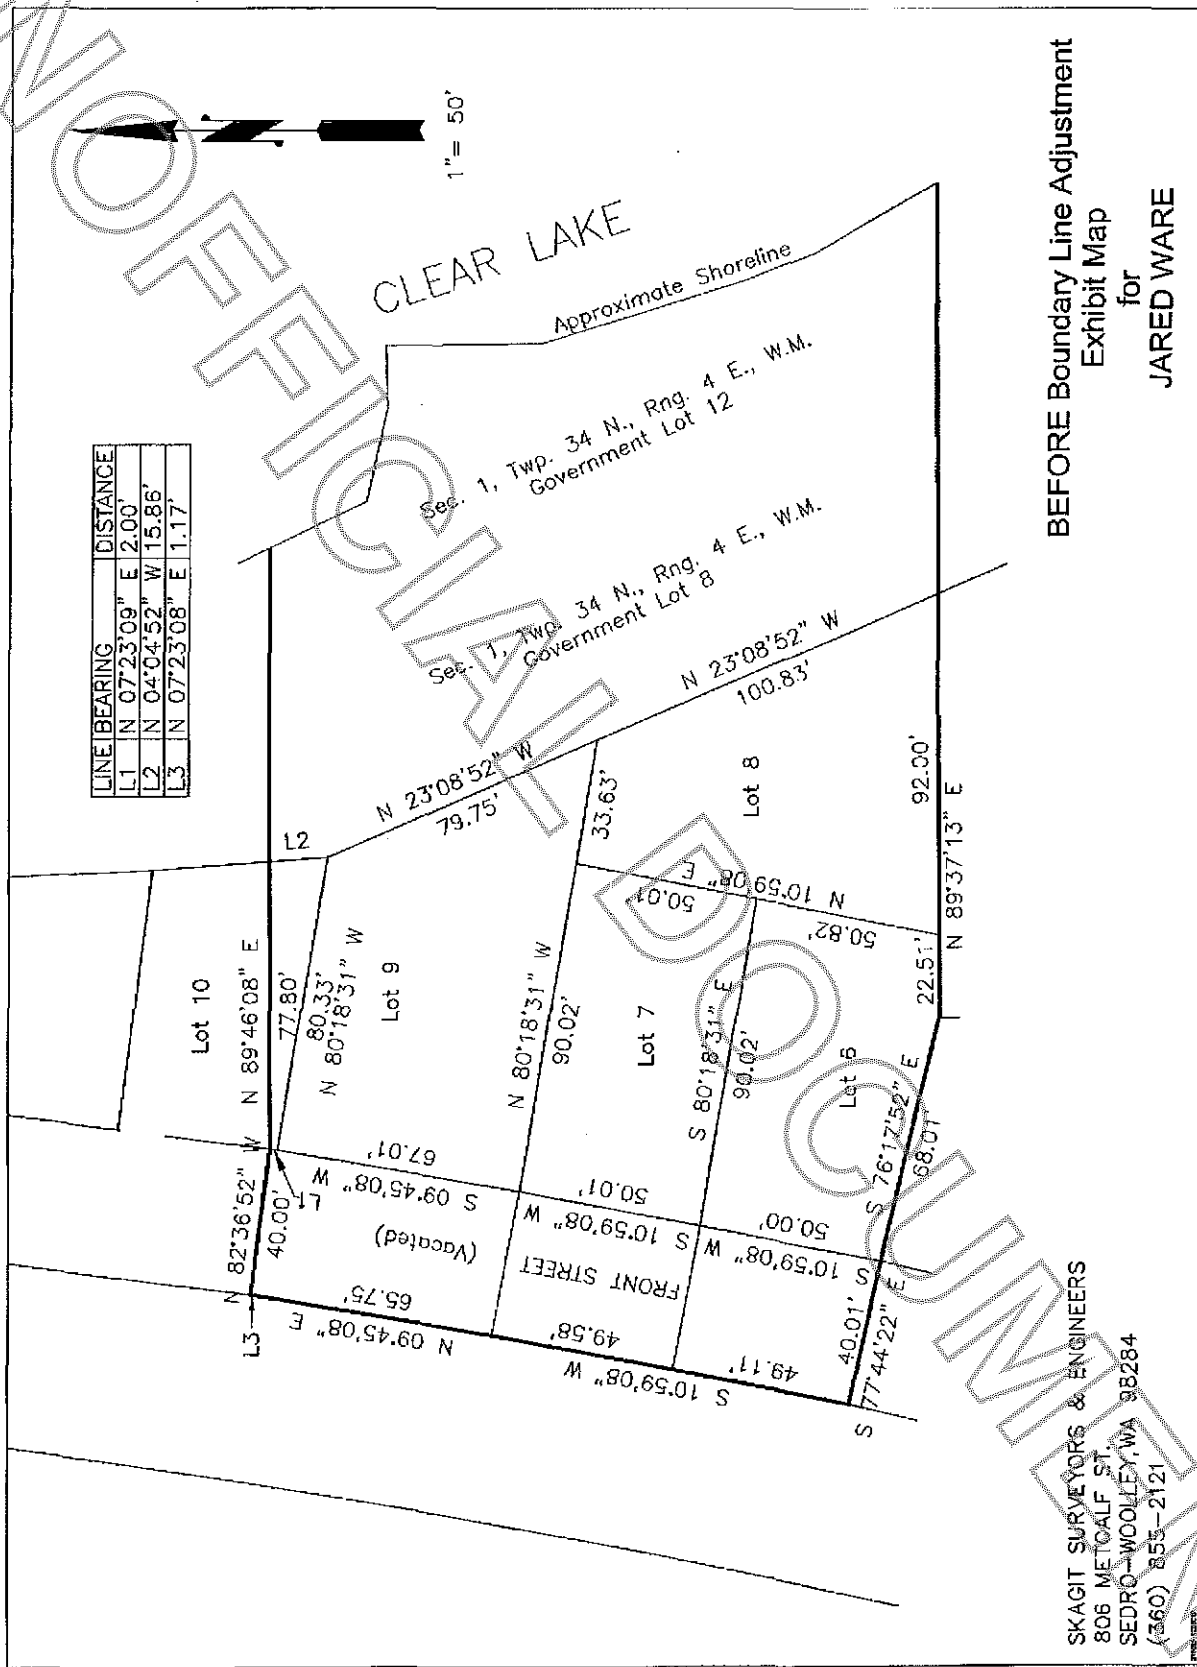 UNOFFICIAL DOCUMENT
LINE BEARING DISTANCE
L1 N 07°23'09" E 2.00'
L2 N 04°04'52" W 15.86'
L3 N 07°23'08" E 1.17'
1"= 50'
CLEAR LAKE
Approximate Shoreline
Sec. 1, Twp. 34 N., Rng. 4 E., W.M.
Government Lot 12
Sec. 1, Twp. 34 N., Rng. 4 E., W.M.
Government Lot 8
Lot 10
N 82°36'52" W
40.00'
N 89°46'08" E
77.80'
L1
L2
L3
80.33'
N 80°18'31" W
Lot 9
N 23°08'52" W
79.75'
N 23°08'52" W
100.83'
S 09°45'08" W
67.01'
(Vacated)
65.75'
N 09°45'08" E
N 80°18'31" W
90.02'
33.63'
Lot 7
Lot 8
N 10°59'08" E
50.01'
50.82'
S 10°59'08" W
50.01'
FRONT STREET
49.58'
S 10°59'08" W
S 80°18'31" E
90.02'
S 10°59'08" W
50.00'
49.11'
40.01'
S 77°44'22" E
S 76°17'52" E
68.01'
22.51'
N 89°37'13" E
92.00'
BEFORE Boundary Line Adjustment
Exhibit Map
for
JARED WARE
SKAGIT SURVEYORS & ENGINEERS
806 METCALF ST.
SEDRO-WOOLLEY, WA 98284
(360) 855-2121